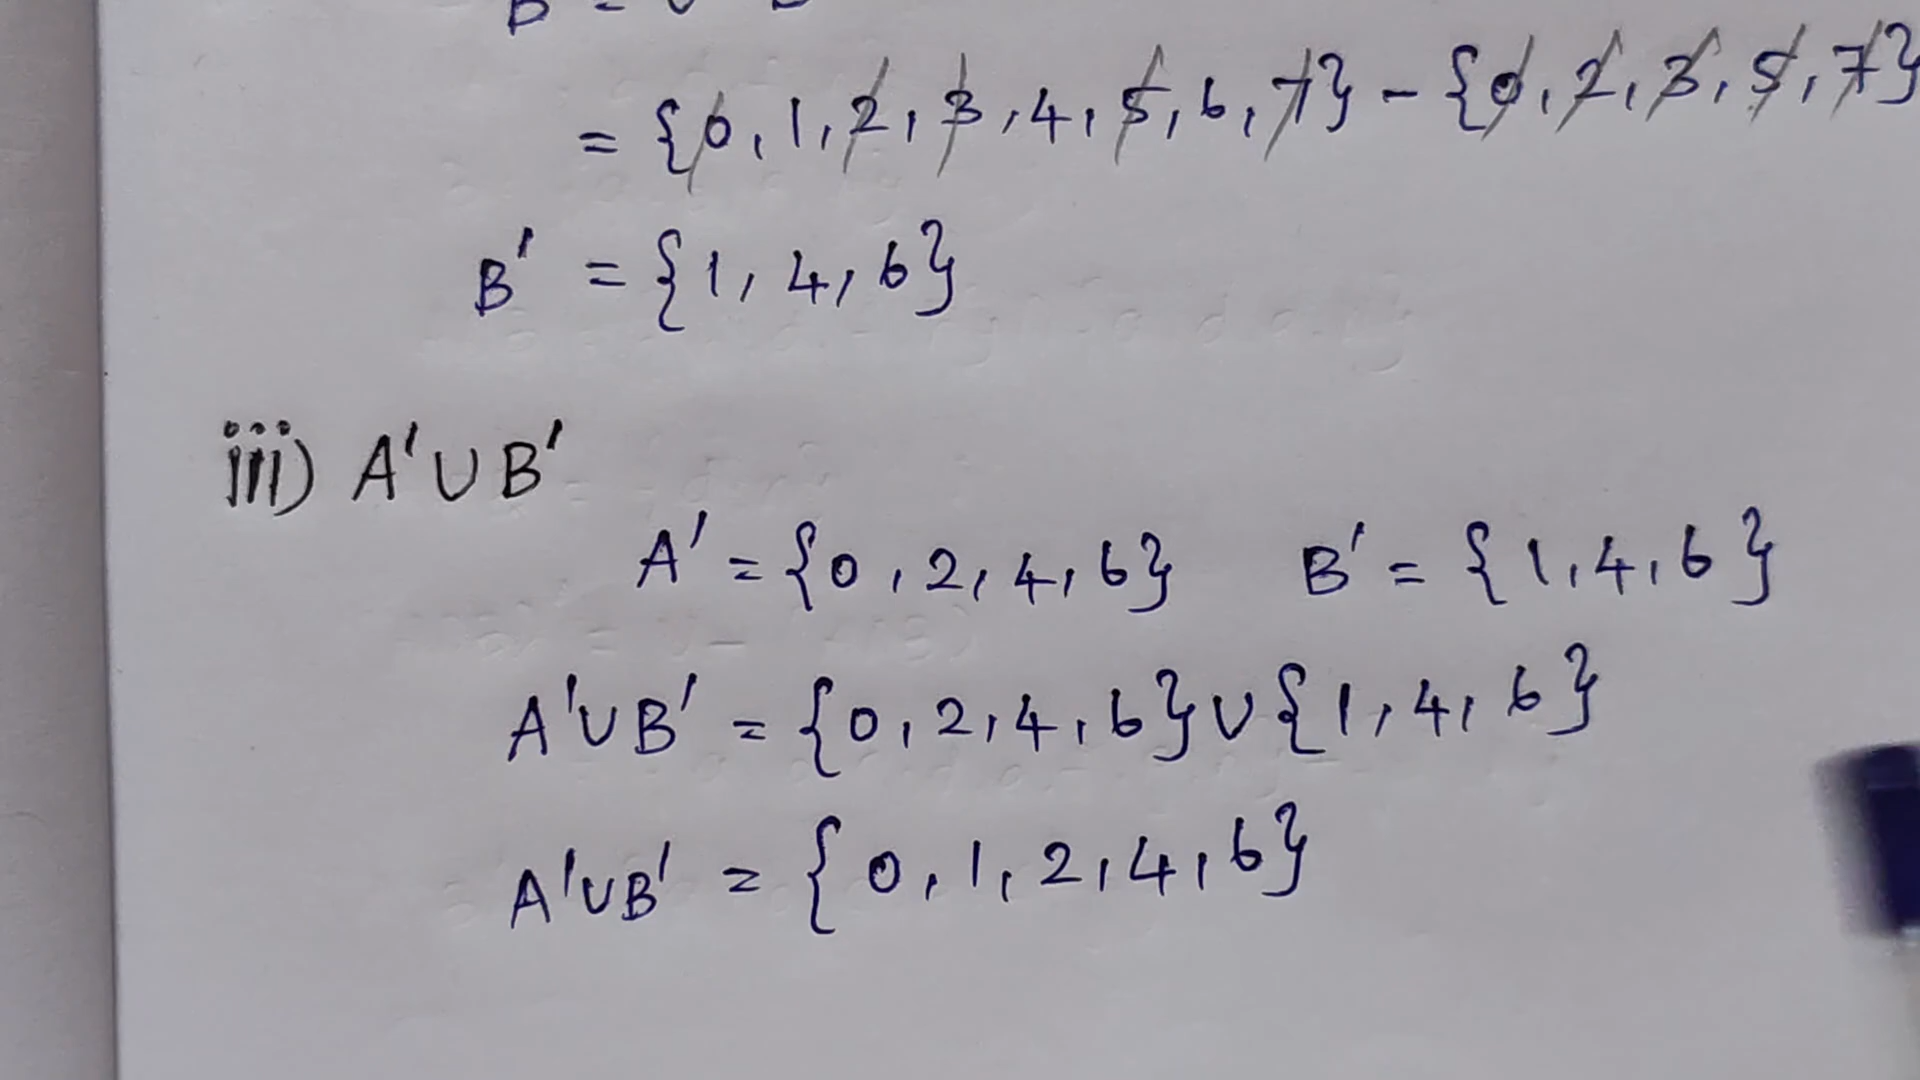 = {0, 1, 2, 3, 4, 5, 6, 7} - {0, 2, 3, 5, 7}
B' = {1, 4, 6}
iii) A'∪B'
A' = {0, 2, 4, 6} B' = {1, 4, 6}
A'∪B' = {0, 2, 4, 6}∪{1, 4, 6}
A'∪B' = {0, 1, 2, 4, 6}